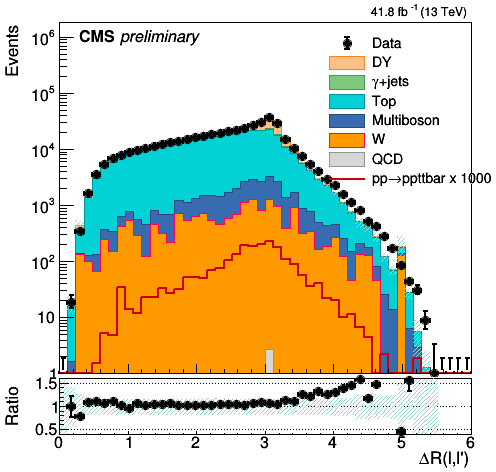 41.8 fb⁻¹ (13 TeV)
CMS preliminary
Events
10⁶
10⁵
10⁴
10³
10²
10
1
Data
DY
γ+jets
Top
Multiboson
W
QCD
pp→ppttbar x 1000
Ratio
1.5
1
0.5
0 1 2 3 4 5 6
ΔR(l,l')